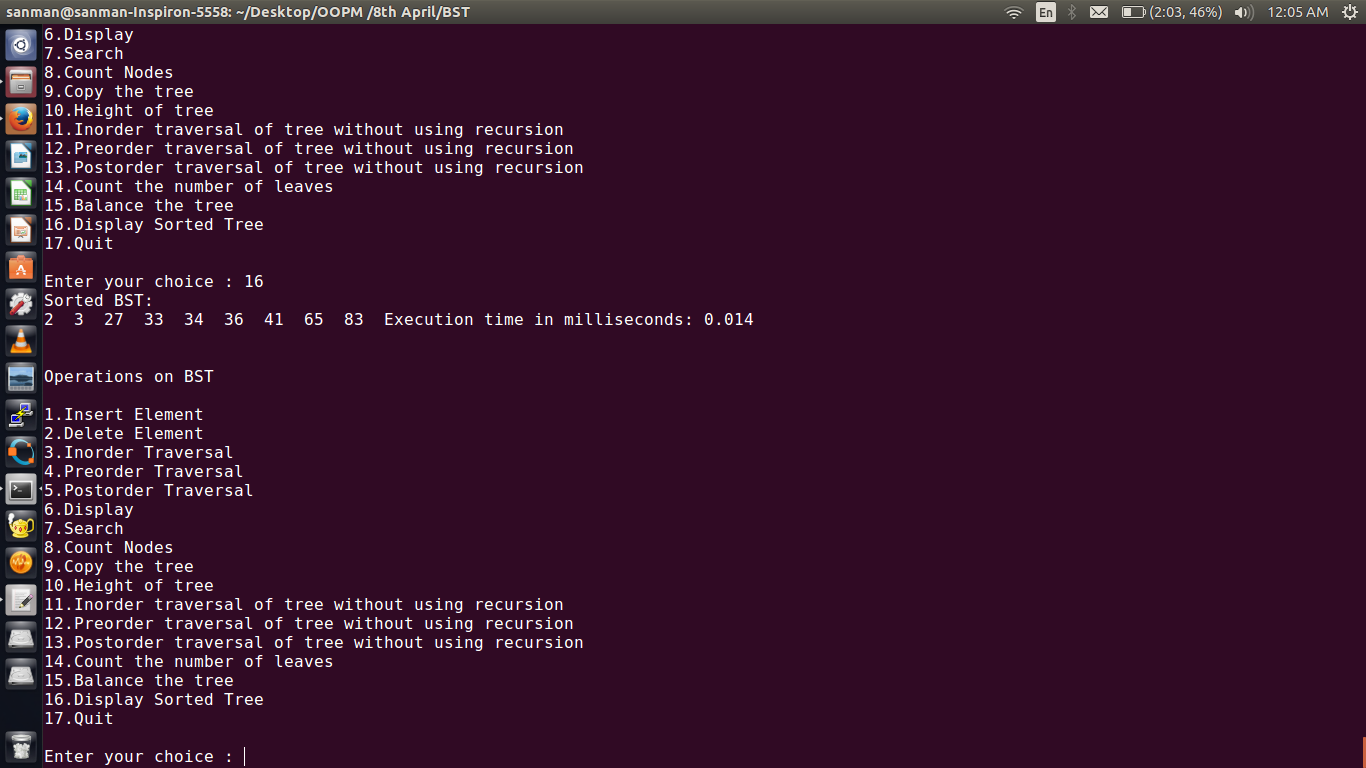 sanman@sanman-Inspiron-5558: ~/Desktop/OOPM /8th April/BST En (2:03, 46%) 12:05 AM
6.Display
7.Search
8.Count Nodes
9.Copy the tree
10.Height of tree
11.Inorder traversal of tree without using recursion
12.Preorder traversal of tree without using recursion
13.Postorder traversal of tree without using recursion
14.Count the number of leaves
15.Balance the tree
16.Display Sorted Tree
17.Quit
Enter your choice : 16
Sorted BST:
2  3  27  33  34  36  41  65  83  Execution time in milliseconds: 0.014
Operations on BST
1.Insert Element
2.Delete Element
3.Inorder Traversal
4.Preorder Traversal
5.Postorder Traversal
6.Display
7.Search
8.Count Nodes
9.Copy the tree
10.Height of tree
11.Inorder traversal of tree without using recursion
12.Preorder traversal of tree without using recursion
13.Postorder traversal of tree without using recursion
14.Count the number of leaves
15.Balance the tree
16.Display Sorted Tree
17.Quit
Enter your choice :